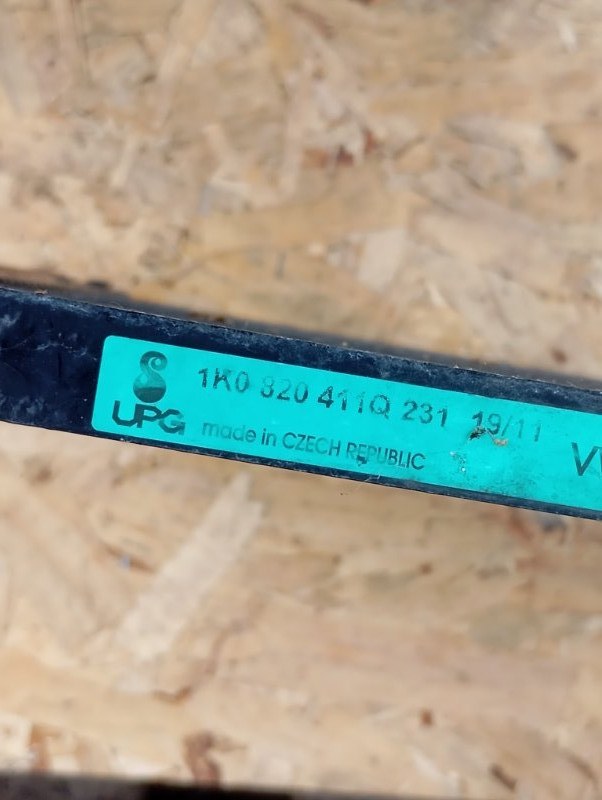 1K0 820 411Q 231 19/11
UPG made in CZECH REPUBLIC